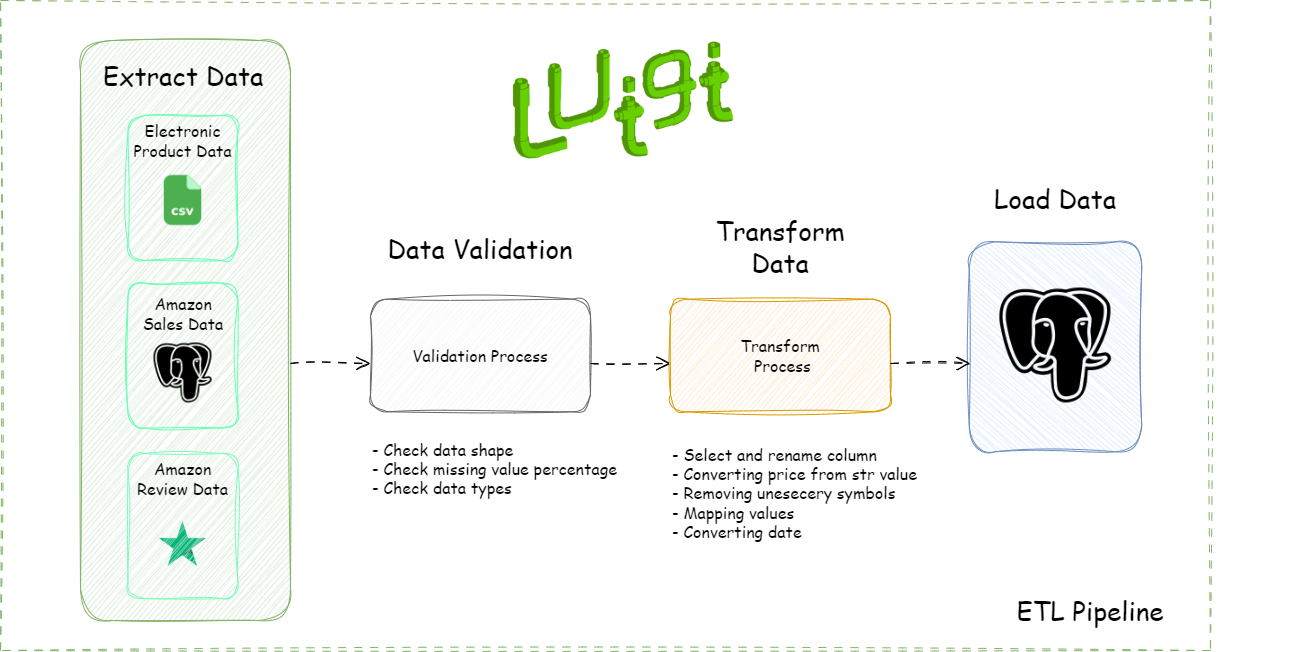 Luigi
Extract Data
Electronic
Product Data
csv
Amazon
Sales Data
Amazon
Review Data
Data Validation
Validation Process
- Check data shape
- Check missing value percentage
- Check data types
Transform
Data
Transform
Process
- Select and rename column
- Converting price from str value
- Removing unesecery symbols
- Mapping values
- Converting date
Load Data
ETL Pipeline